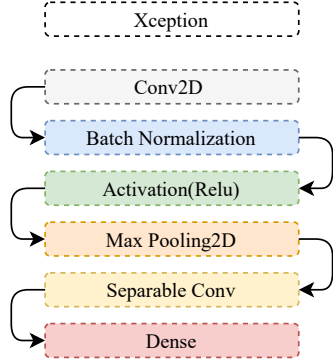 Xception
Conv2D
Batch Normalization
Activation(Relu)
Max Pooling2D
Separable Conv
Dense